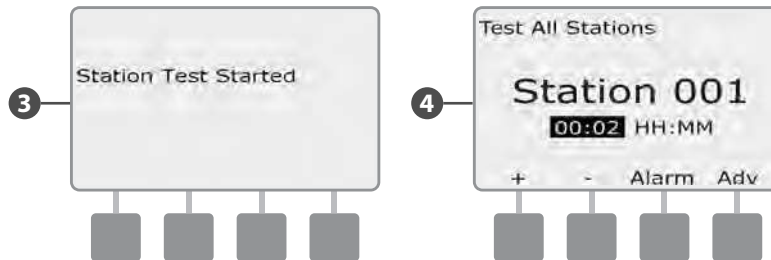 3
Station Test Started
4
Test All Stations
Station 001
00:02 HH:MM
+ - Alarm Adv